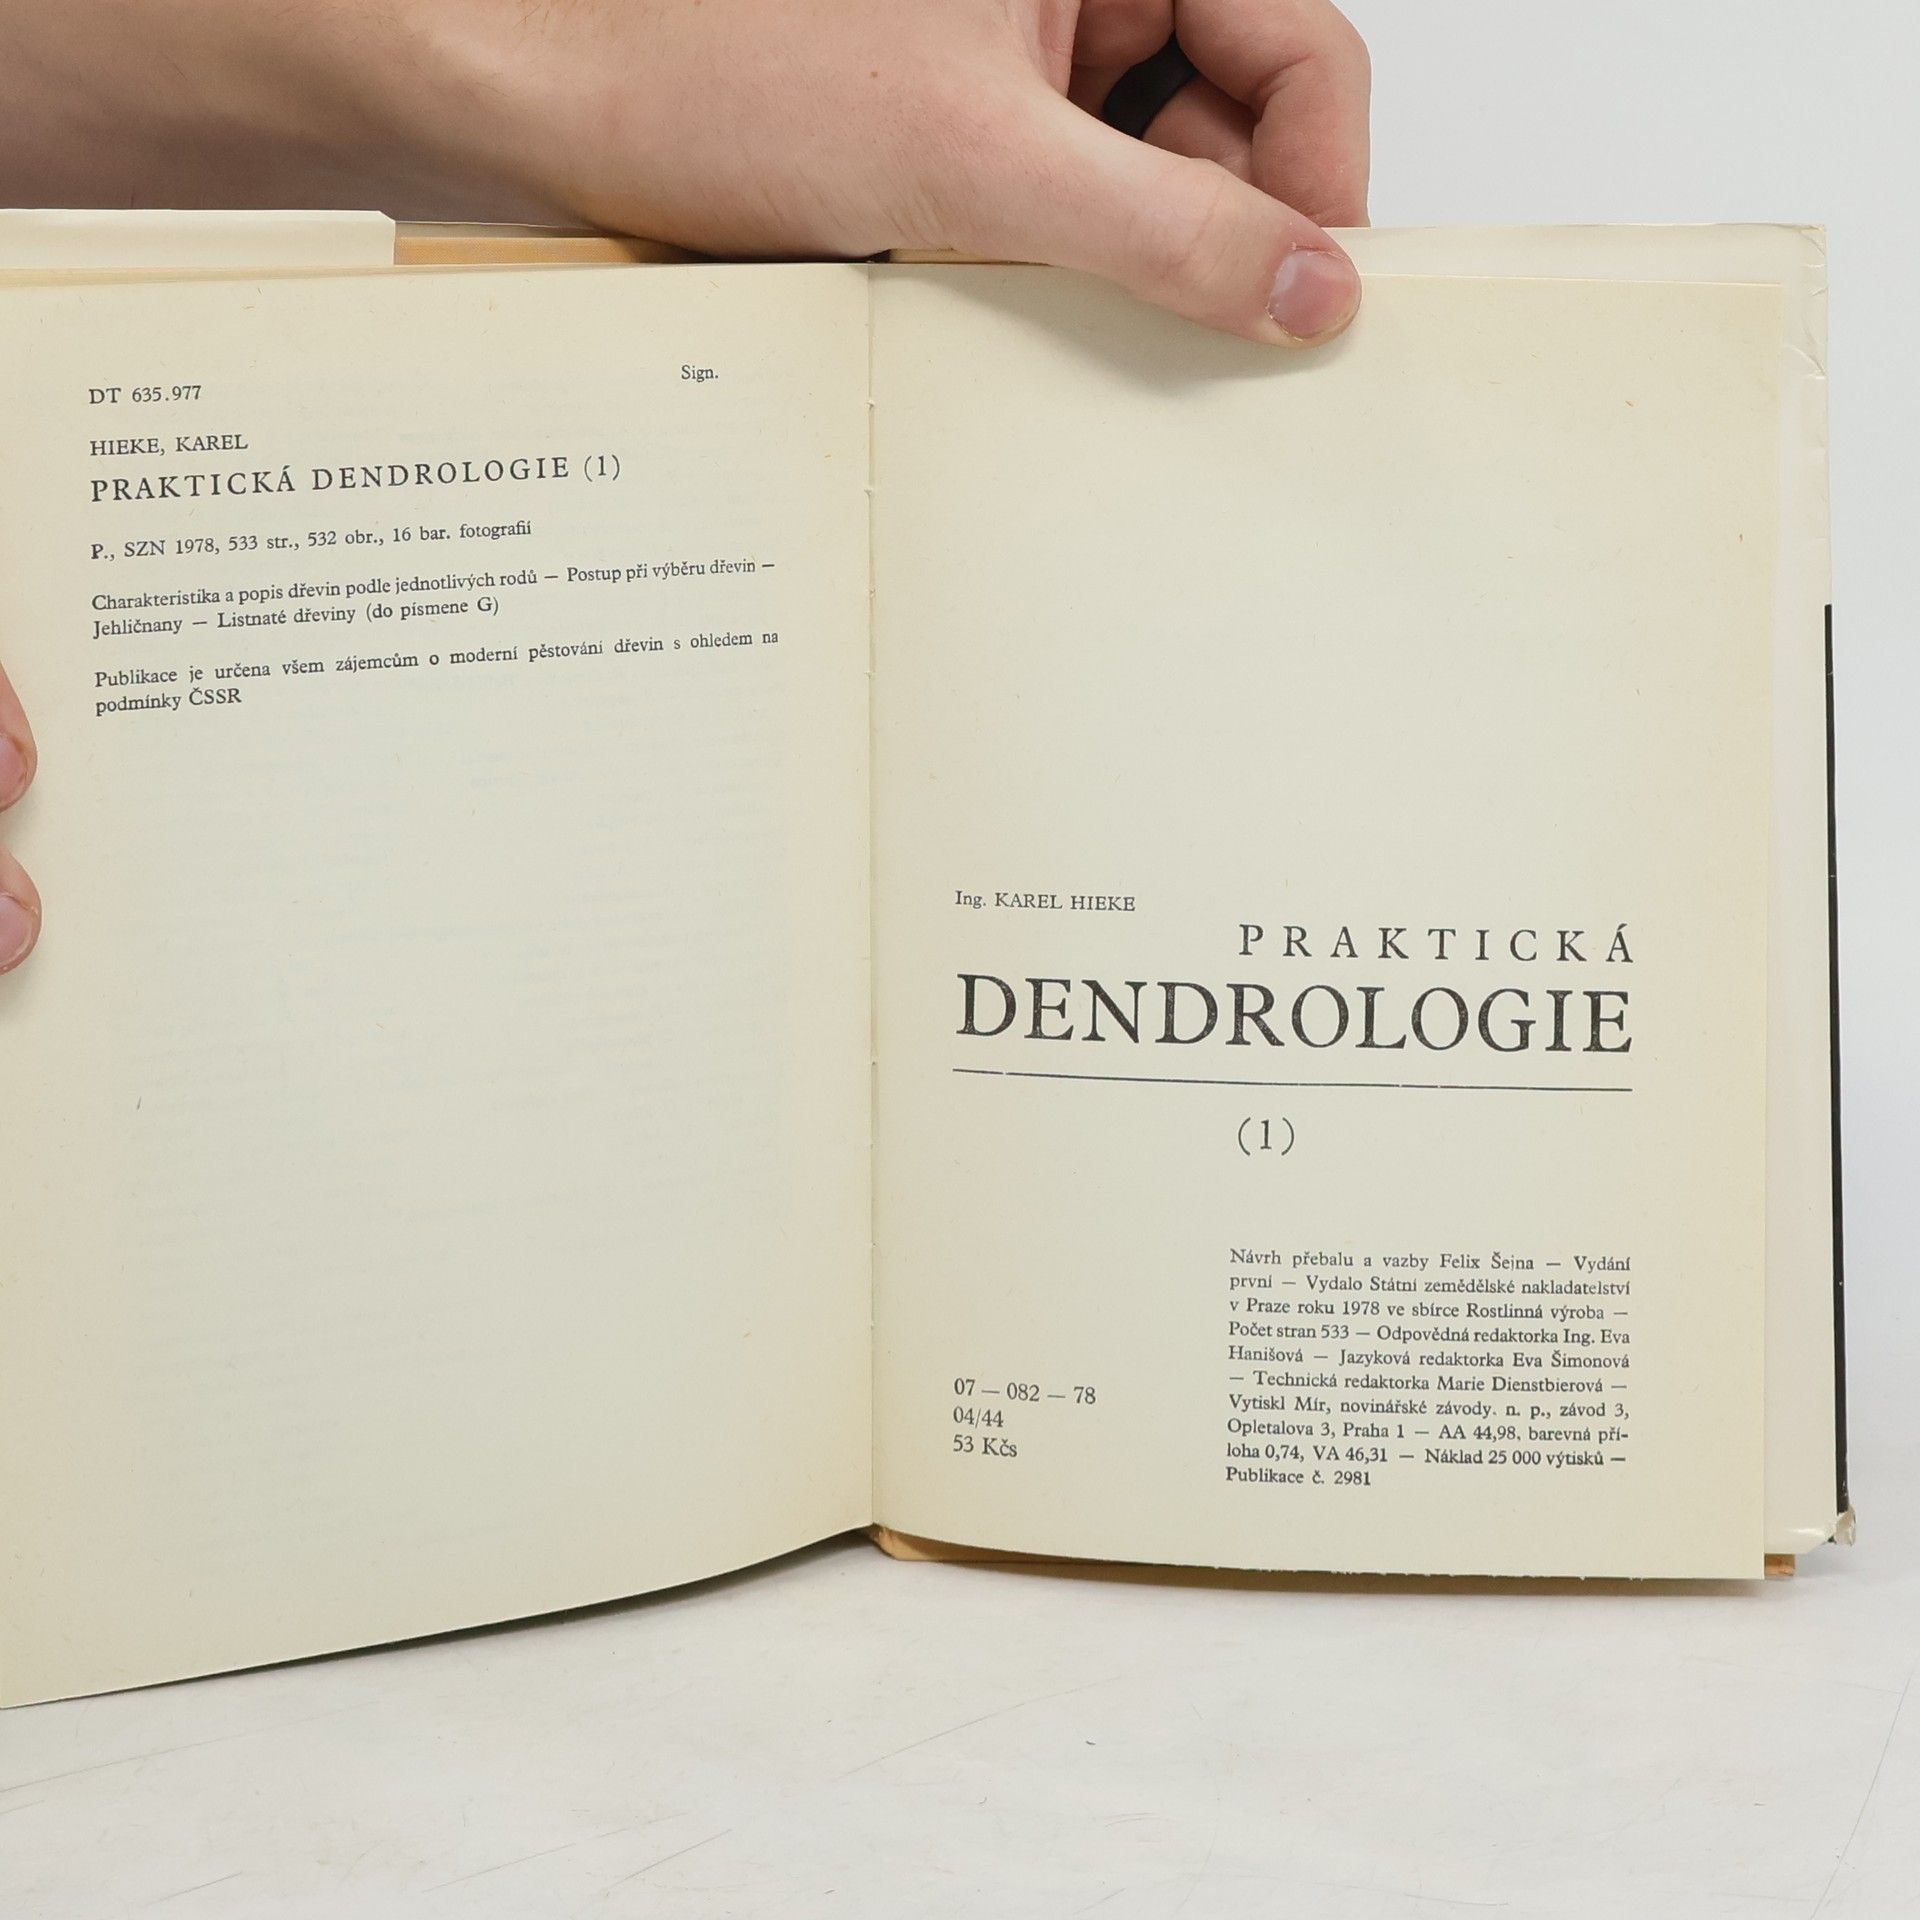 DT 635.977
Sign.
HIEKE, KAREL
PRAKTICKÁ DENDROLOGIE (1)
P., SZN 1978, 533 str., 532 obr., 16 bar. fotografií
Charakteristika a popis dřevin podle jednotlivých rodů — Postup při výběru dřevin —
Jehličnany — Listnaté dřeviny (do písmene G)
Publikace je určena všem zájemcům o moderní pěstování dřevin s ohledem na
podmínky ČSSR
Ing. KAREL HIEKE
PRAKTICKÁ
DENDROLOGIE
(1)
Návrh přebalu a vazby Felix Šejna — Vydání
první — Vydalo Státní zemědělské nakladatelství
v Praze roku 1978 ve sbírce Rostlinná výroba —
Počet stran 533 — Odpovědná redaktorka Ing. Eva
Hanišová — Jazyková redaktorka Eva Šimonová
— Technická redaktorka Marie Dienstbierová —
Vytiskl Mír, novinářské závody. n. p., závod 3,
Opletalova 3, Praha 1 — AA 44,98, barevná pří-
loha 0,74, VA 46,31 — Náklad 25 000 výtisků —
Publikace č. 2981
07 — 082 — 78
04/44
53 Kčs